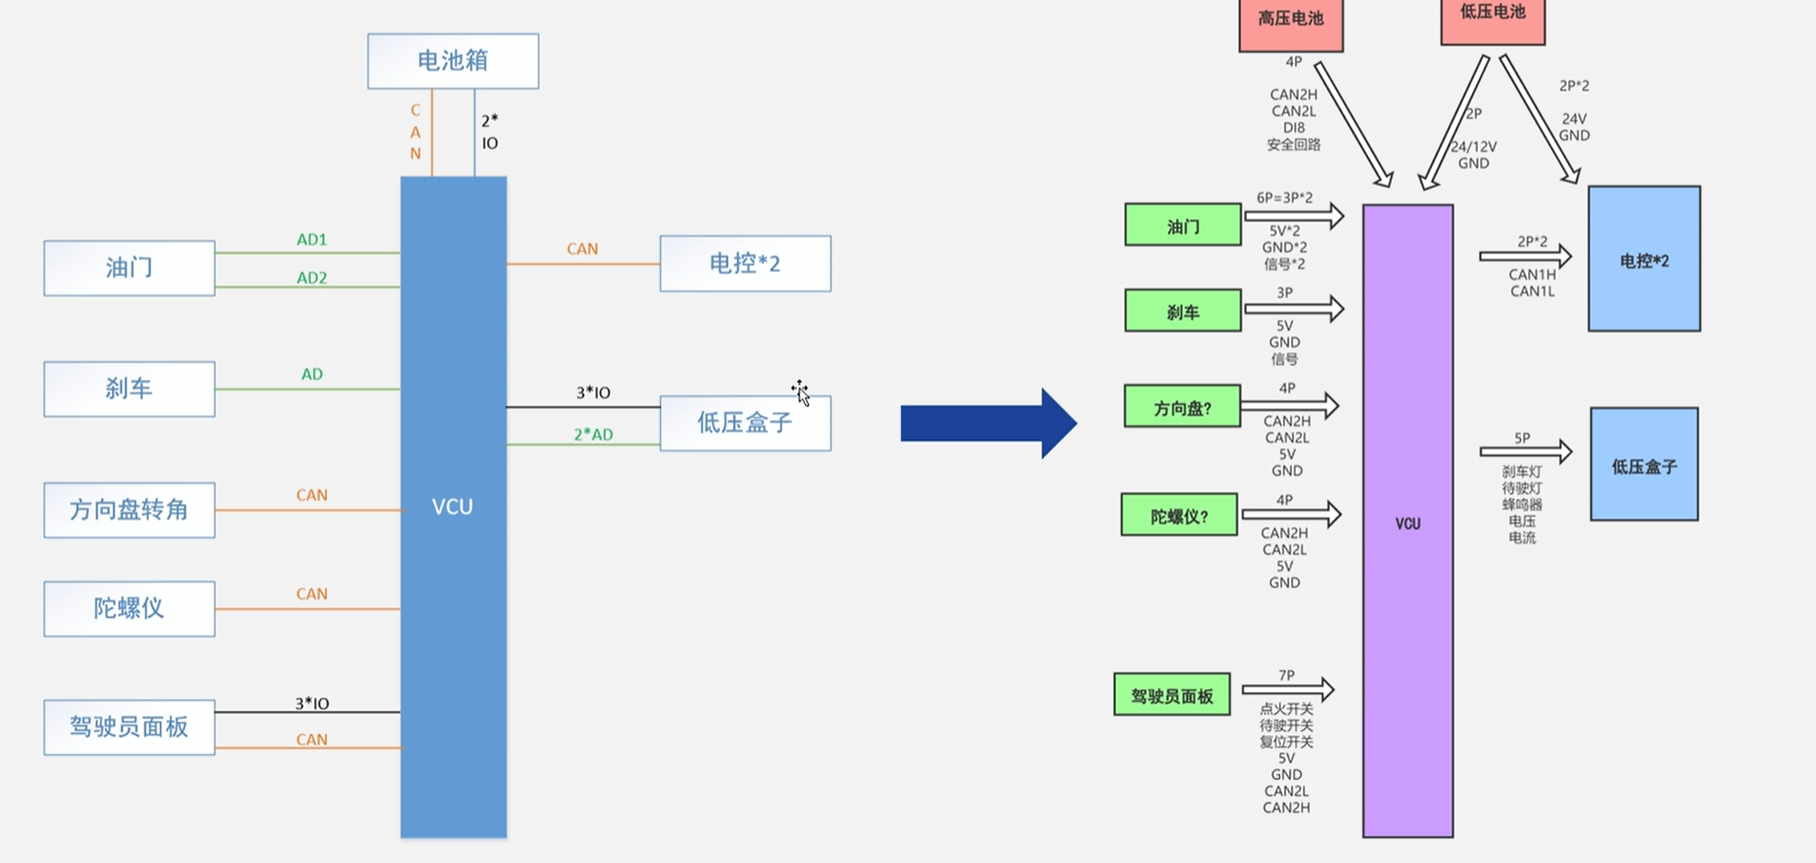 电池箱
C
A
N
2*
IO
油门
AD1
AD2
刹车
AD
方向盘转角
CAN
陀螺仪
CAN
驾驶员面板
3*IO
CAN
VCU
CAN
电控*2
3*IO
2*AD
低压盒子
高压电池
4P
CAN2H
CAN2L
DI8
安全回路
低压电池
2P
24/12V
GND
2P*2
24V
GND
油门
6P=3P*2
5V*2
GND*2
信号*2
刹车
3P
5V
GND
信号
方向盘?
4P
CAN2H
CAN2L
5V
GND
陀螺仪?
4P
CAN2H
CAN2L
5V
GND
驾驶员面板
7P
点火开关
待驶开关
复位开关
5V
GND
CAN2L
CAN2H
VCU
2P*2
CAN1H
CAN1L
电控*2
5P
刹车灯
待驶灯
蜂鸣器
电压
电流
低压盒子